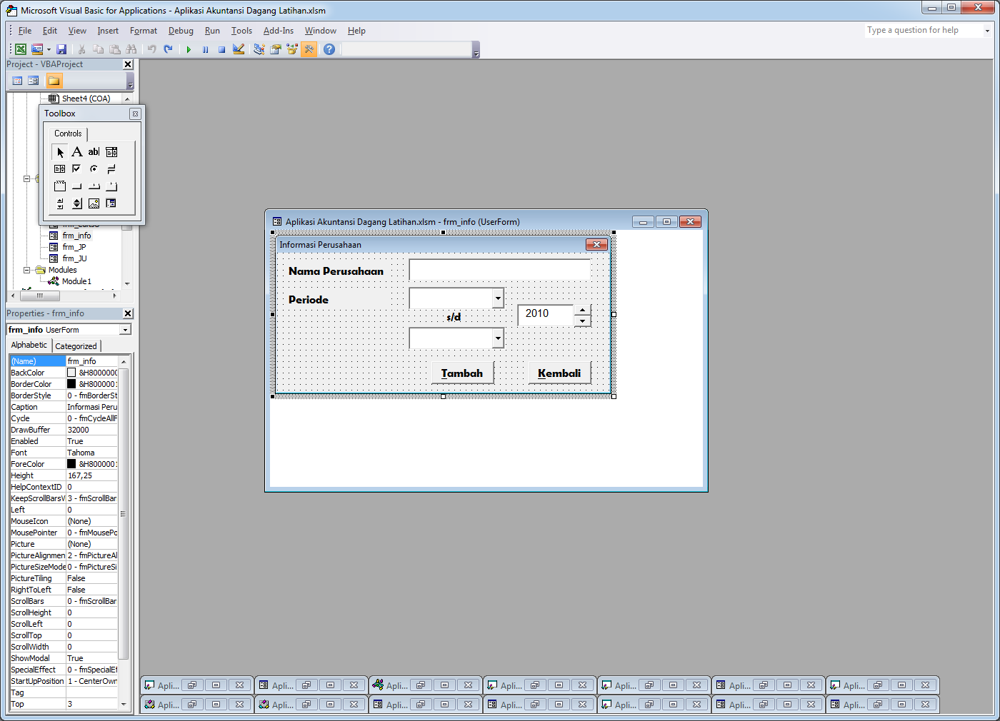 Microsoft Visual Basic for Applications - Aplikasi Akuntansi Dagang Latihan.xlsm
File Edit View Insert Format Debug Run Tools Add-Ins Window Help
Type a question for help
Project - VBAProject
Sheet4 (COA)
Toolbox
Controls
A ab|
XYZ
frm_info
frm_JP
frm_JU
Modules
Module1
Properties - frm_info
frm_info UserForm
Alphabetic Categorized
(Name) frm_info
BackColor &H8000000
BorderColor &H8000001
BorderStyle 0 - fmBorderSt
Caption Informasi Peru
Cycle 0 - fmCycleAllF
DrawBuffer 32000
Enabled True
Font Tahoma
ForeColor &H8000001
Height 167,25
HelpContextID 0
KeepScrollBarsV 3 - fmScrollBar
Left 0
MouseIcon (None)
MousePointer 0 - fmMousePo
Picture (None)
PictureAlignmen 2 - fmPictureAl
PictureSizeMode 0 - fmPictureSi
PictureTiling False
RightToLeft False
ScrollBars 0 - fmScrollBar
ScrollHeight 0
ScrollLeft 0
ScrollTop 0
ScrollWidth 0
ShowModal True
SpecialEffect 0 - fmSpecialEf
StartUpPosition 1 - CenterOwn
Tag
Top 3
Aplikasi Akuntansi Dagang Latihan.xlsm - frm_info (UserForm)
Informasi Perusahaan
Nama Perusahaan
Periode
s/d
2010
Tambah Kembali
Apli... Apli... Apli... Apli... Apli... Apli... Apli...
Apli... Apli... Apli... Apli... Apli... Apli... Apli...